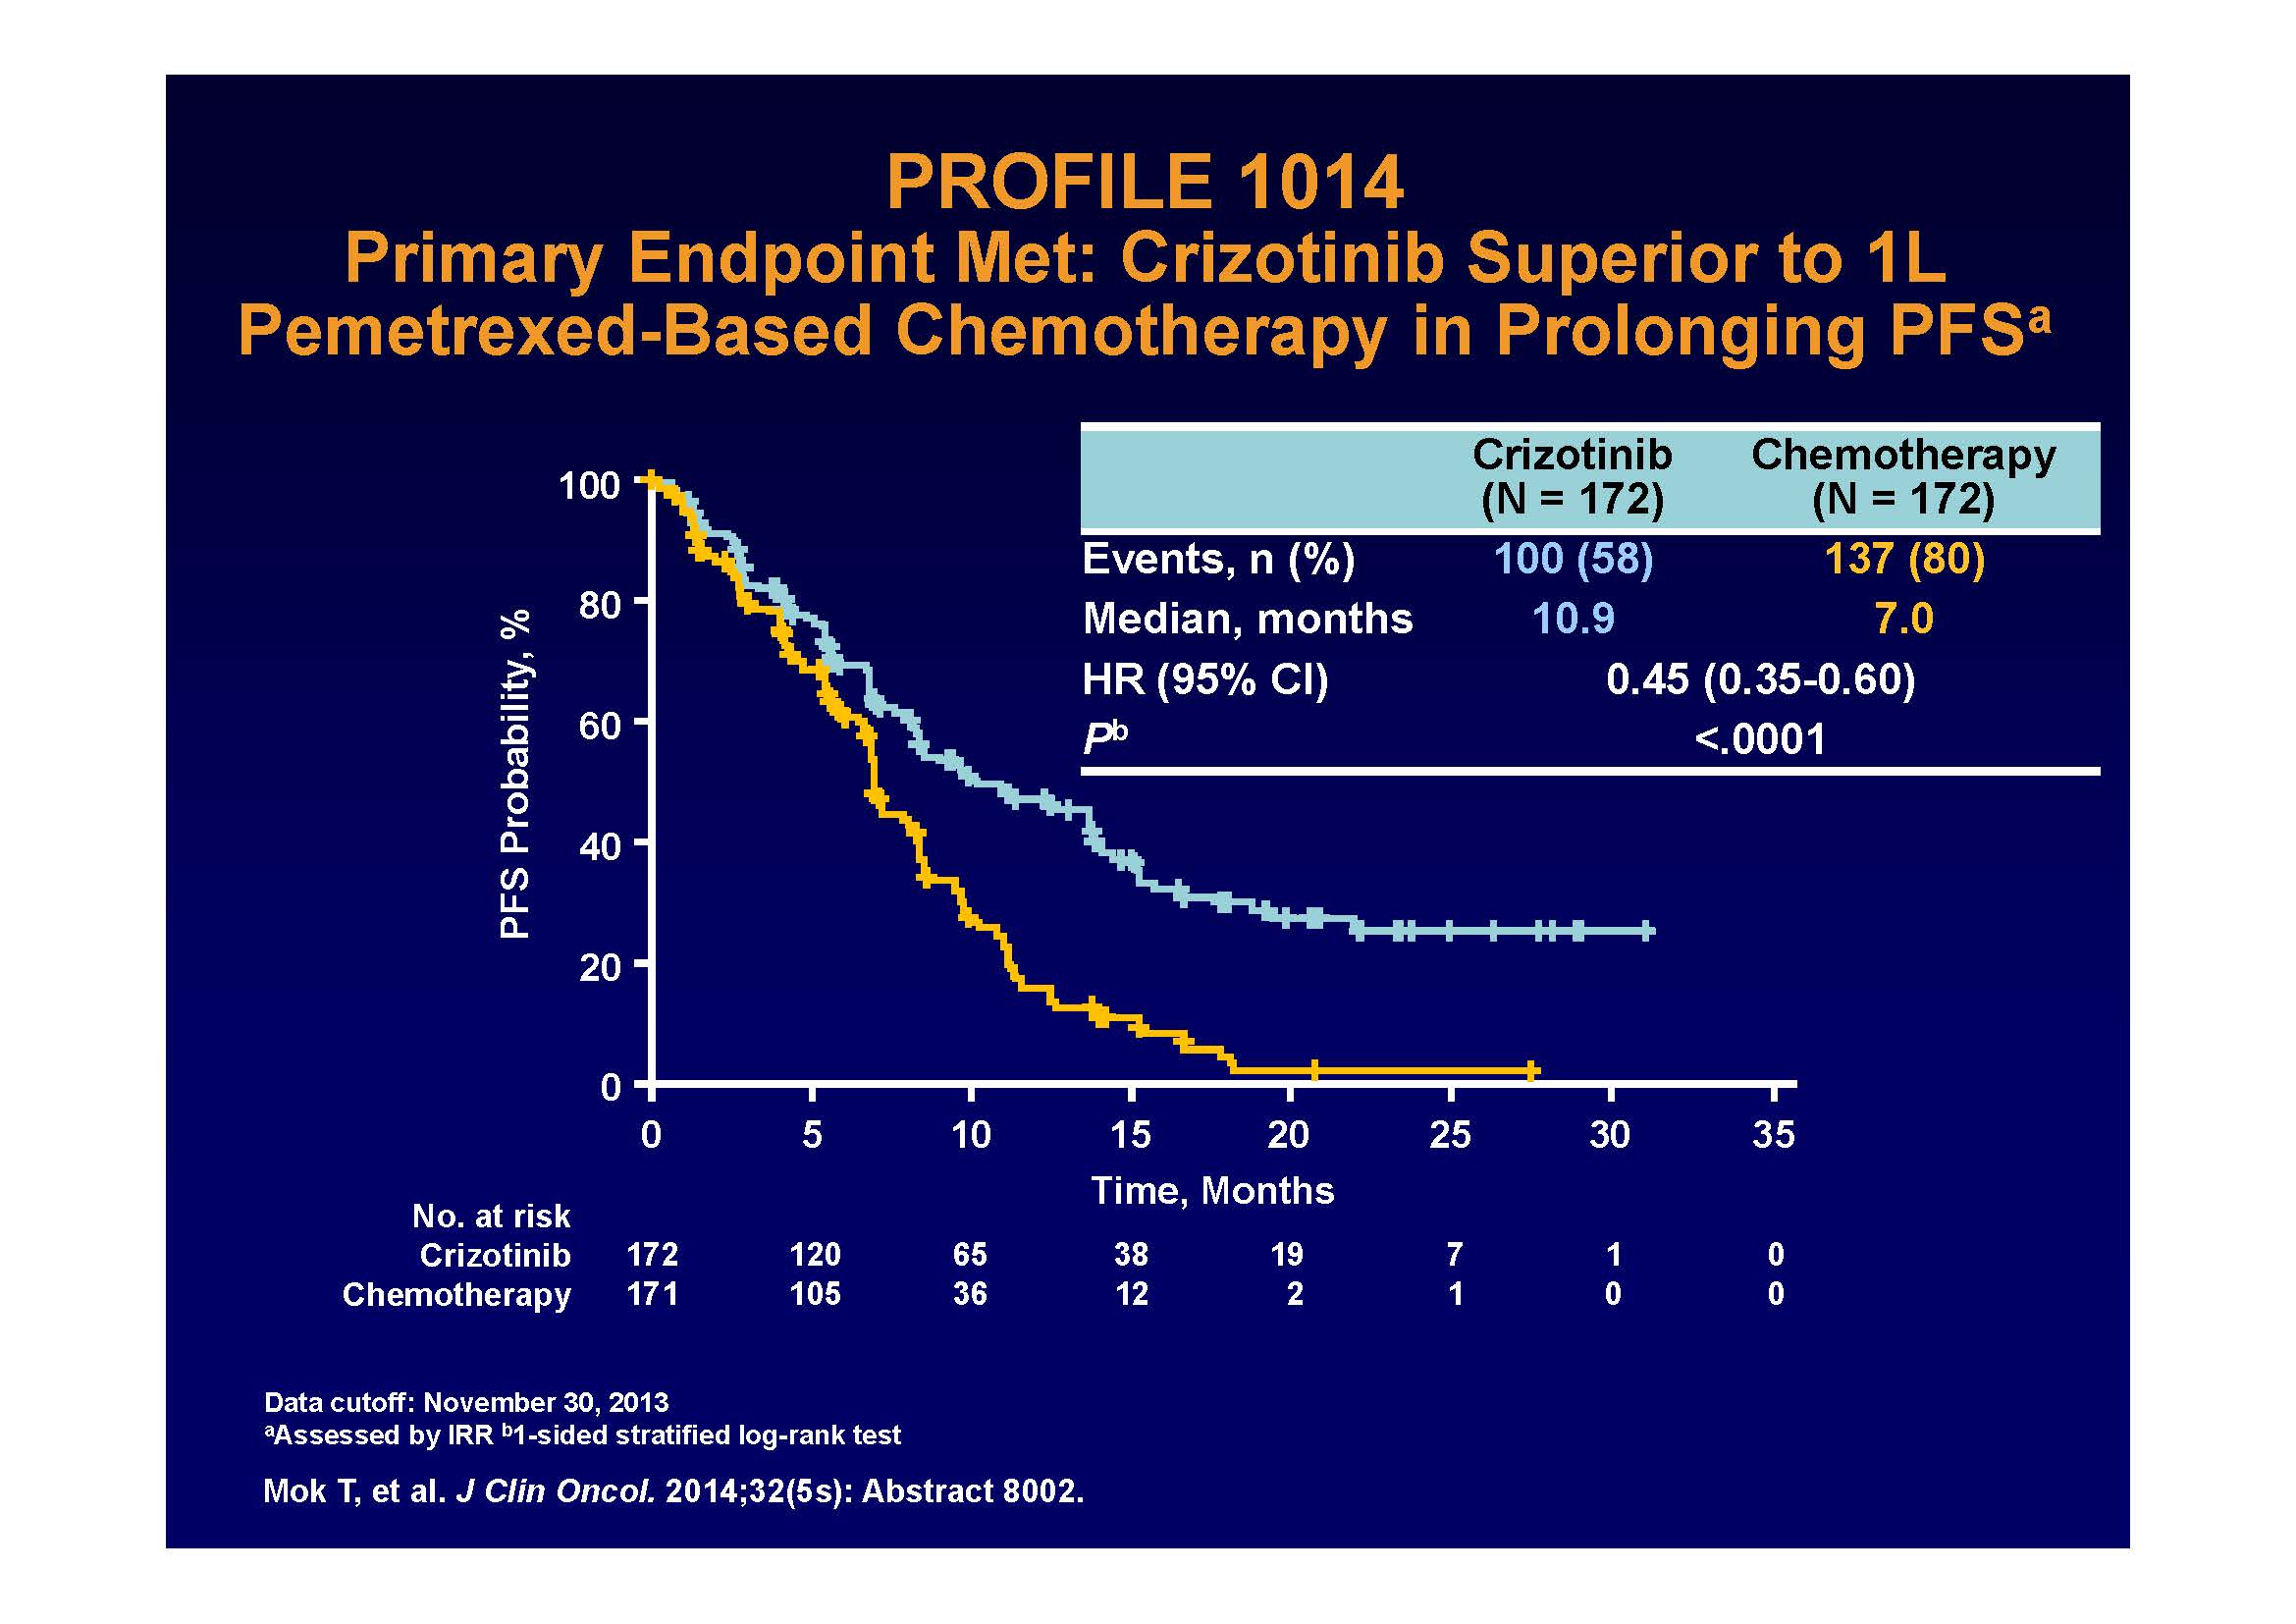 PROFILE 1014
Primary Endpoint Met: Crizotinib Superior to 1L
Pemetrexed-Based Chemotherapy in Prolonging PFSᵃ
Crizotinib Chemotherapy
(N = 172) (N = 172)
Events, n (%) 100 (58) 137 (80)
Median, months 10.9 7.0
HR (95% CI) 0.45 (0.35-0.60)
Pᵇ <.0001
PFS Probability, %
100
80
60
40
20
0
0 5 10 15 20 25 30 35
Time, Months
No. at risk
Crizotinib 172 120 65 38 19 7 1 0
Chemotherapy 171 105 36 12 2 1 0 0
Data cutoff: November 30, 2013
ᵃAssessed by IRR ᵇ1-sided stratified log-rank test
Mok T, et al. J Clin Oncol. 2014;32(5s): Abstract 8002.